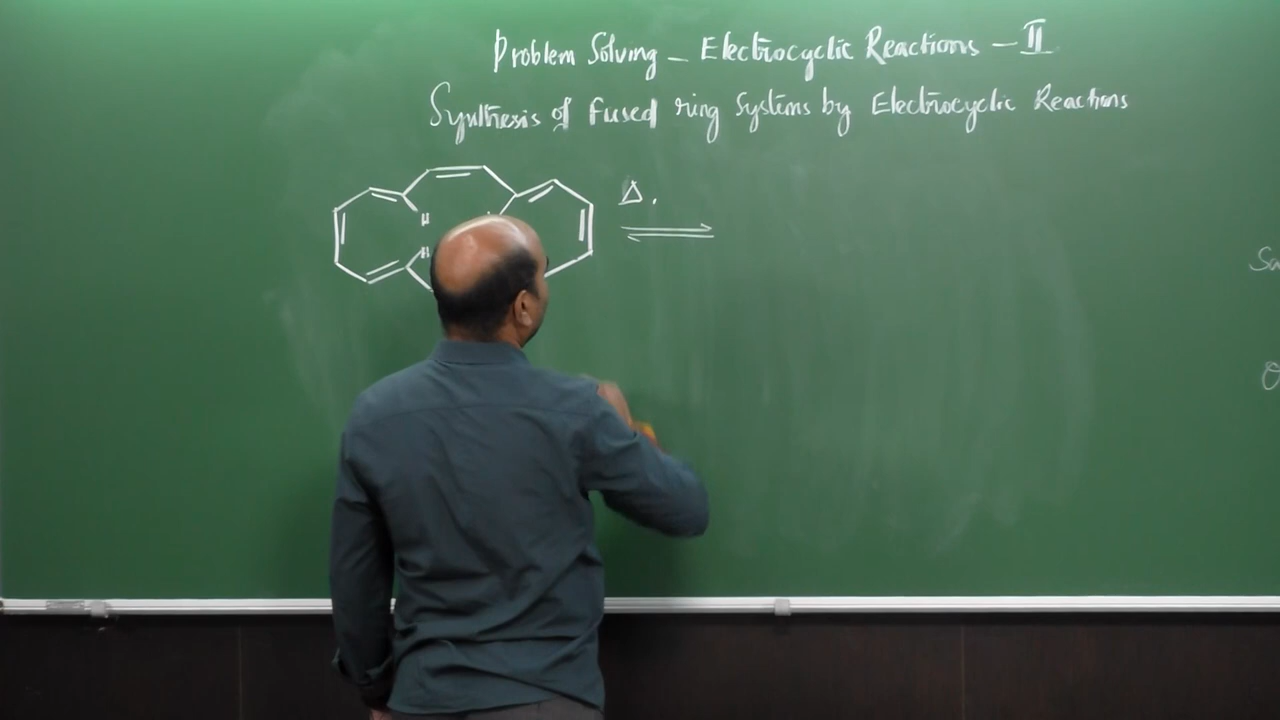 Problem Solving - Electrocyclic Reactions - II
Synthesis of Fused ring Systems by Electrocyclic Reactions
Δ.
H
H